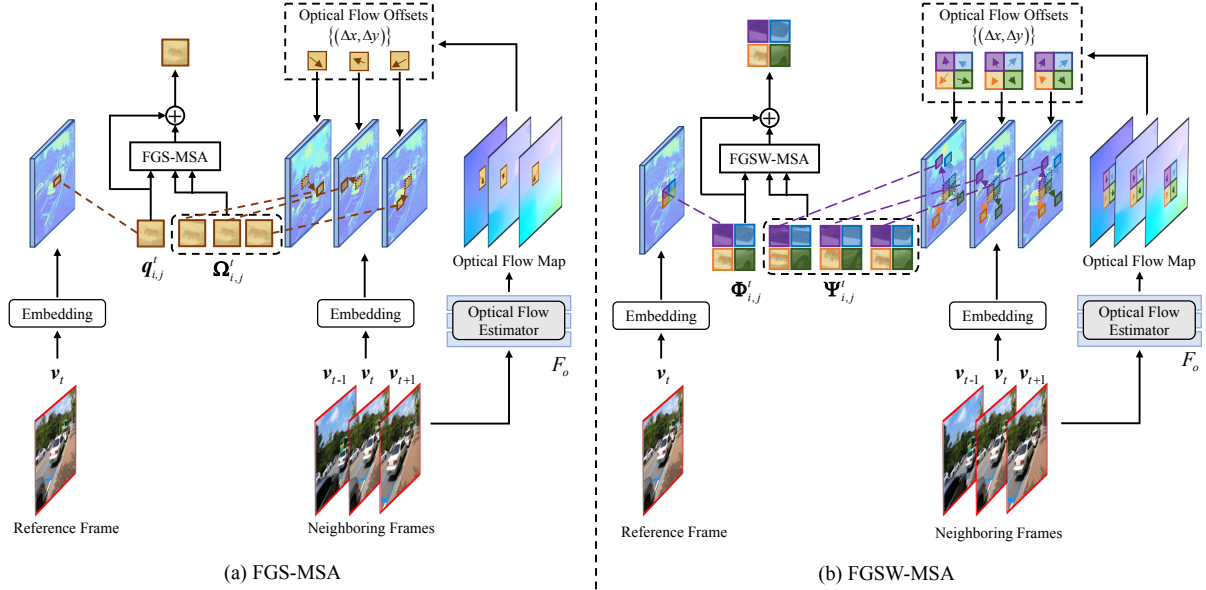 Optical Flow Offsets
{(Δx, Δy)}
FGS-MSA
q^t_{i,j}
Ω^t_{i,j}
Optical Flow Map
Embedding
Embedding
Optical Flow
Estimator
F_o
v_t
v_{t-1} v_t v_{t+1}
Reference Frame
Neighboring Frames
(a) FGS-MSA
Optical Flow Offsets
{(Δx, Δy)}
FGSW-MSA
Φ^t_{i,j}
Ψ^t_{i,j}
Optical Flow Map
Embedding
Embedding
Optical Flow
Estimator
F_o
v_t
v_{t-1} v_t v_{t+1}
Reference Frame
Neighboring Frames
(b) FGSW-MSA